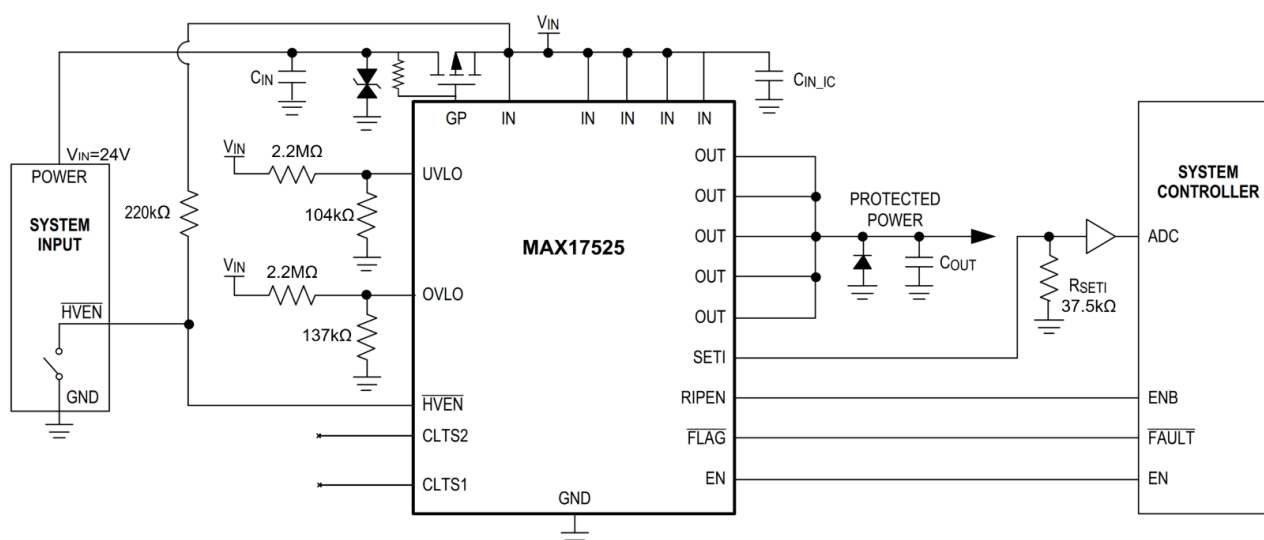 VIN
CIN
CIN_IC
GP
IN
IN
IN
IN
IN
VIN=24V
POWER
SYSTEM
INPUT
HVEN
GND
220kΩ
VIN
2.2MΩ
104kΩ
UVLO
VIN
2.2MΩ
137kΩ
OVLO
HVEN
CLTS2
CLTS1
MAX17525
GND
OUT
OUT
OUT
OUT
OUT
SETI
RIPEN
FLAG
EN
PROTECTED
POWER
COUT
RSETI
37.5kΩ
SYSTEM
CONTROLLER
ADC
ENB
FAULT
EN